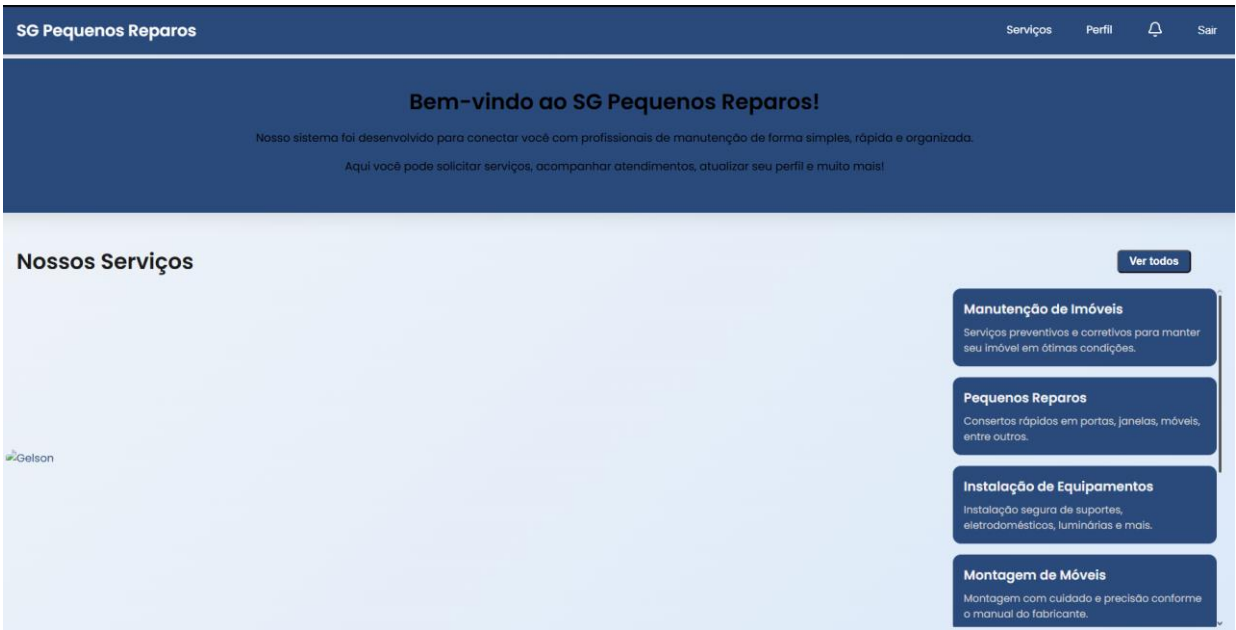 SG Pequenos Reparos
Serviços
Perfil
Sair
Bem-vindo ao SG Pequenos Reparos!
Nosso sistema foi desenvolvido para conectar você com profissionais de manutenção de forma simples, rápida e organizada.
Aqui você pode solicitar serviços, acompanhar atendimentos, atualizar seu perfil e muito mais!
Nossos Serviços
Ver todos
Gelson
Manutenção de Imóveis
Serviços preventivos e corretivos para manter
seu imóvel em ótimas condições.
Pequenos Reparos
Consertos rápidos em portas, janelas, móveis,
entre outros.
Instalação de Equipamentos
Instalação segura de suportes,
eletrodomésticos, luminárias e mais.
Montagem de Móveis
Montagem com cuidado e precisão conforme
o manual do fabricante.